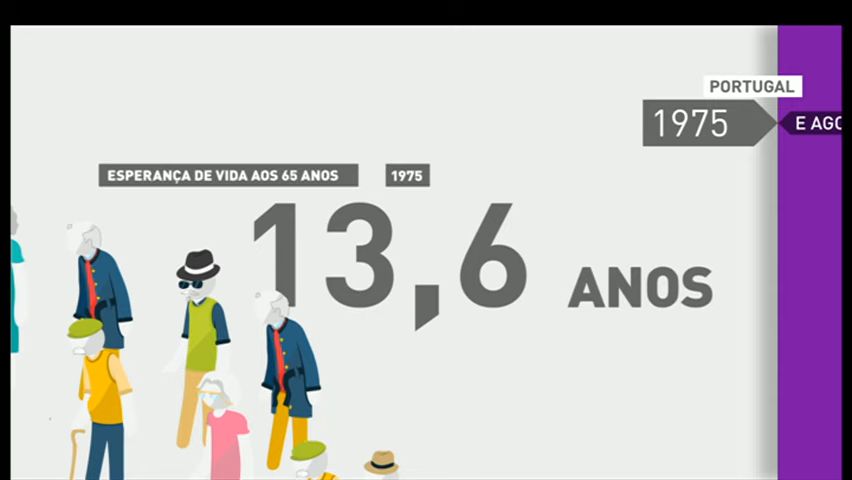 PORTUGAL
1975
E AGO
ESPERANÇA DE VIDA AOS 65 ANOS
1975
13,6 ANOS